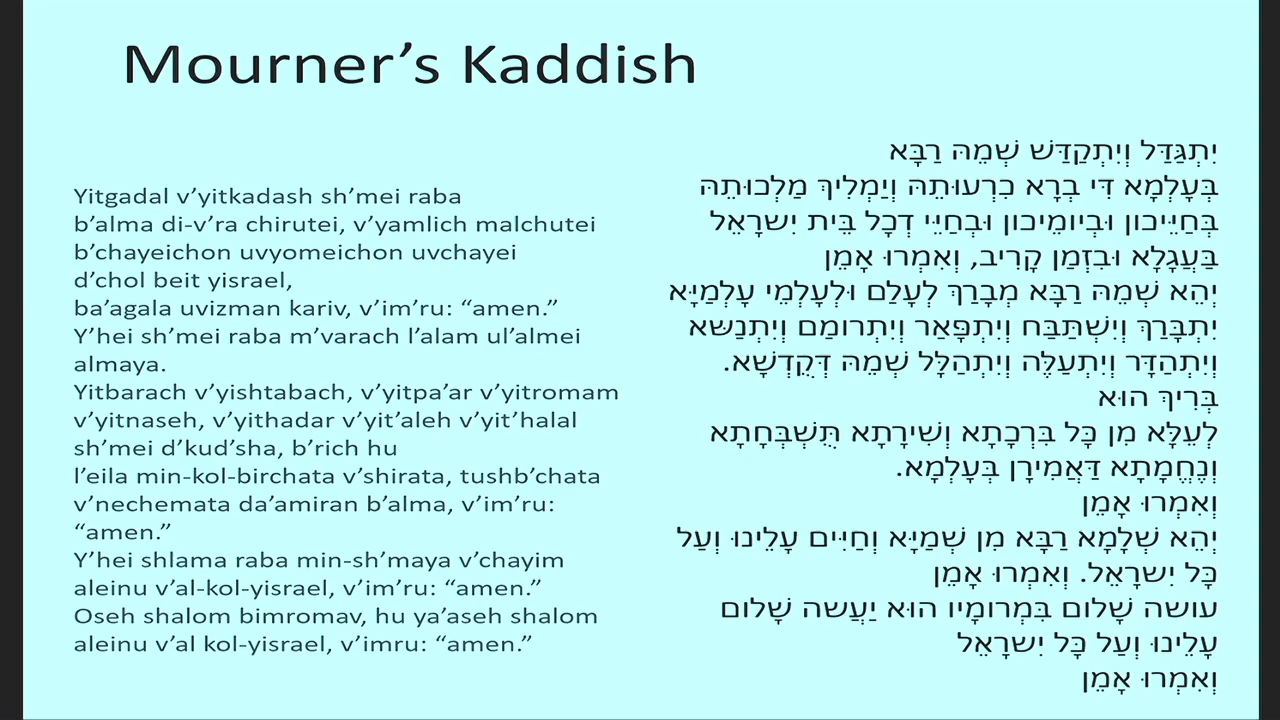 Mourner’s Kaddish
Yitgadal v’yitkadash sh’mei raba
b’alma di-v’ra chirutei, v’yamlich malchutei
b’chayeichon uvyomeichon uvchayei
d’chol beit yisrael,
ba’agala uvizman kariv, v’im’ru: “amen.”
Y’hei sh’mei raba m’varach l’alam ul’almei
almaya.
Yitbarach v’yishtabach, v’yitpa’ar v’yitromam
v’yitnaseh, v’yithadar v’yit’aleh v’yit’halal
sh’mei d’kud’sha, b’rich hu
l’eila min-kol-birchata v’shirata, tushb’chata
v’nechemata da’amiran b’alma, v’im’ru:
“amen.”
Y’hei shlama raba min-sh’maya v’chayim
aleinu v’al-kol-yisrael, v’im’ru: “amen.”
Oseh shalom bimromav, hu ya’aseh shalom
aleinu v’al kol-yisrael, v’imru: “amen.”
יִתְגַּדַּל וְיִתְקַדַּשׁ שְׁמֵהּ רַבָּא
בְּעָלְמָא דִּי בְרָא כִרְעוּתֵהּ וְיַמְלִיךְ מַלְכוּתֵהּ
בְּחַיֵּיכוֹן וּבְיוֹמֵיכוֹן וּבְחַיֵּי דְכָל בֵּית יִשרָאֵל
בַּעֲגָלָא וּבִזְמַן קָרִיב, וְאִמְרוּ אָמֵן
יְהֵא שְׁמֵהּ רַבָּא מְבָרַךְ לְעָלַם וּלְעָלְמֵי עָלְמַיָּא
יִתְבָּרַךְ וְיִשְׁתַּבַּח וְיִתְפָּאַר וְיִתְרוֹמַם וְיִתְנַשּא
וְיִתְהַדָּר וְיִתְעַלֶּה וְיִתְהַלָּל שְׁמֵהּ דְּקֻדְשָׁא.
בְּרִיךְ הוּא
לְעֵלָּא מִן כָּל בִּרְכָתָא וְשִׁירָתָא תֻּשְׁבְּחָתָא
וְנֶחֱמָתָא דַּאֲמִירָן בְּעָלְמָא.
וְאִמְרוּ אָמֵן
יְהֵא שְׁלָמָא רַבָּא מִן שְׁמַיָּא וְחַיִּים עָלֵינוּ וְעַל
כָּל יִשרָאֵל. וְאִמְרוּ אָמֵן
עוֹשה שָׁלוֹם בִּמְרוֹמָיו הוּא יַעֲשה שָׁלוֹם
עָלֵינוּ וְעַל כָּל יִשרָאֵל
וְאִמְרוּ אָמֵן